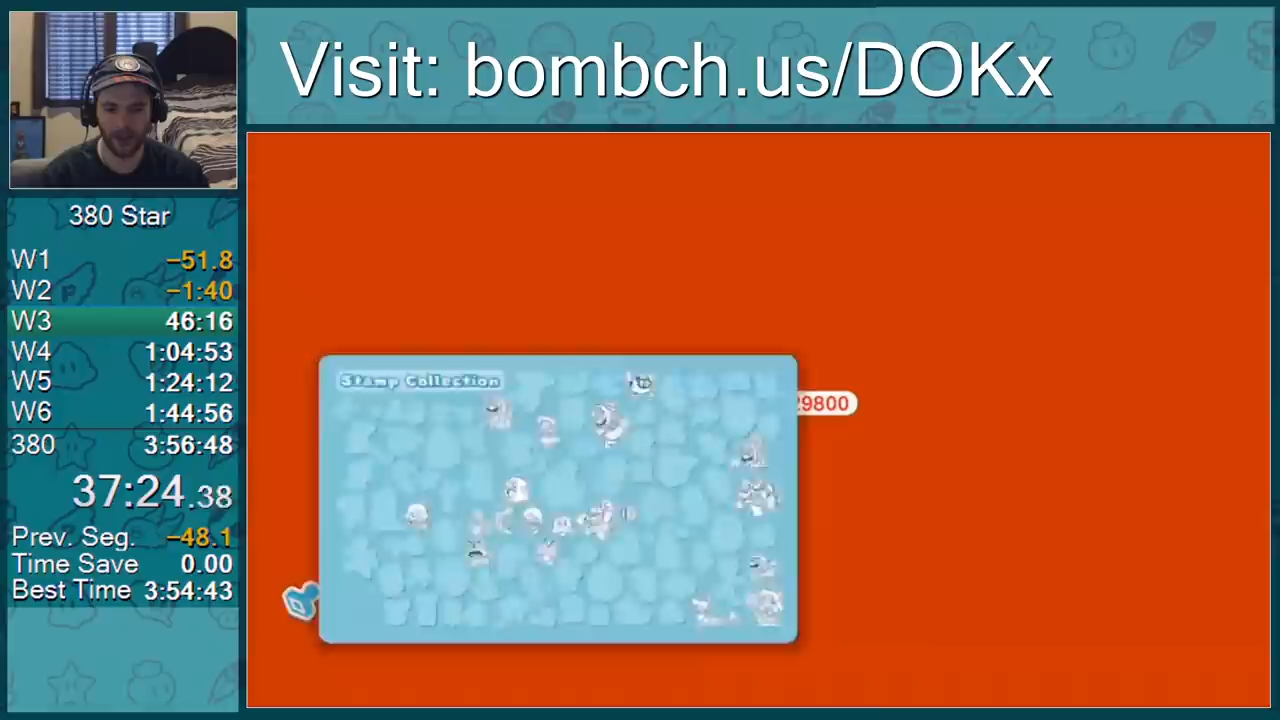 Visit: bombch.us/DOKx
380 Star
W1 −51.8
W2 −1:40
W3 46:16
W4 1:04:53
W5 1:24:12
W6 1:44:56
380 3:56:48
37:24.38
Prev. Seg. −48.1
Time Save 0.00
Best Time 3:54:43
Stamp Collection
29800